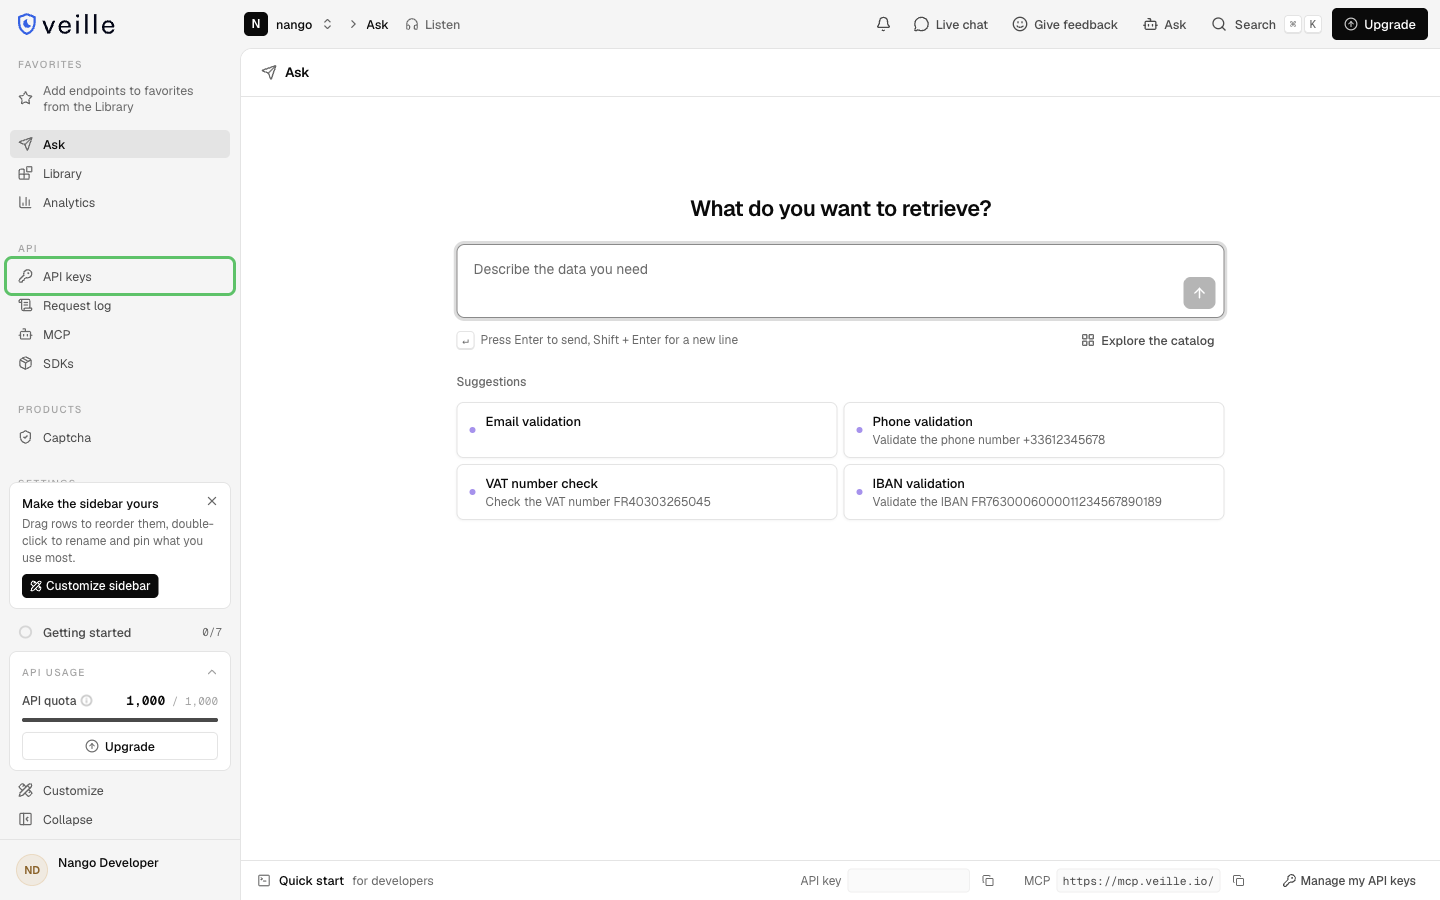 veille
N nango > Ask Listen
Live chat Give feedback Ask Search ⌘ K Upgrade
FAVORITES
Add endpoints to favorites
from the Library
Ask
Library
Analytics
API
API keys
Request log
MCP
SDKs
PRODUCTS
Captcha
SETTINGS
Make the sidebar yours
Drag rows to reorder them, double-
click to rename and pin what you
use most.
Customize sidebar
Getting started 0/7
API USAGE
API quota 1,000 / 1,000
Upgrade
Customize
Collapse
ND Nango Developer
Ask
What do you want to retrieve?
Describe the data you need
↵ Press Enter to send, Shift + Enter for a new line
Explore the catalog
Suggestions
Email validation
Phone validation
Validate the phone number +33612345678
VAT number check
Check the VAT number FR40303265045
IBAN validation
Validate the IBAN FR7630006000011234567890189
Quick start for developers
API key
MCP https://mcp.veille.io/
Manage my API keys